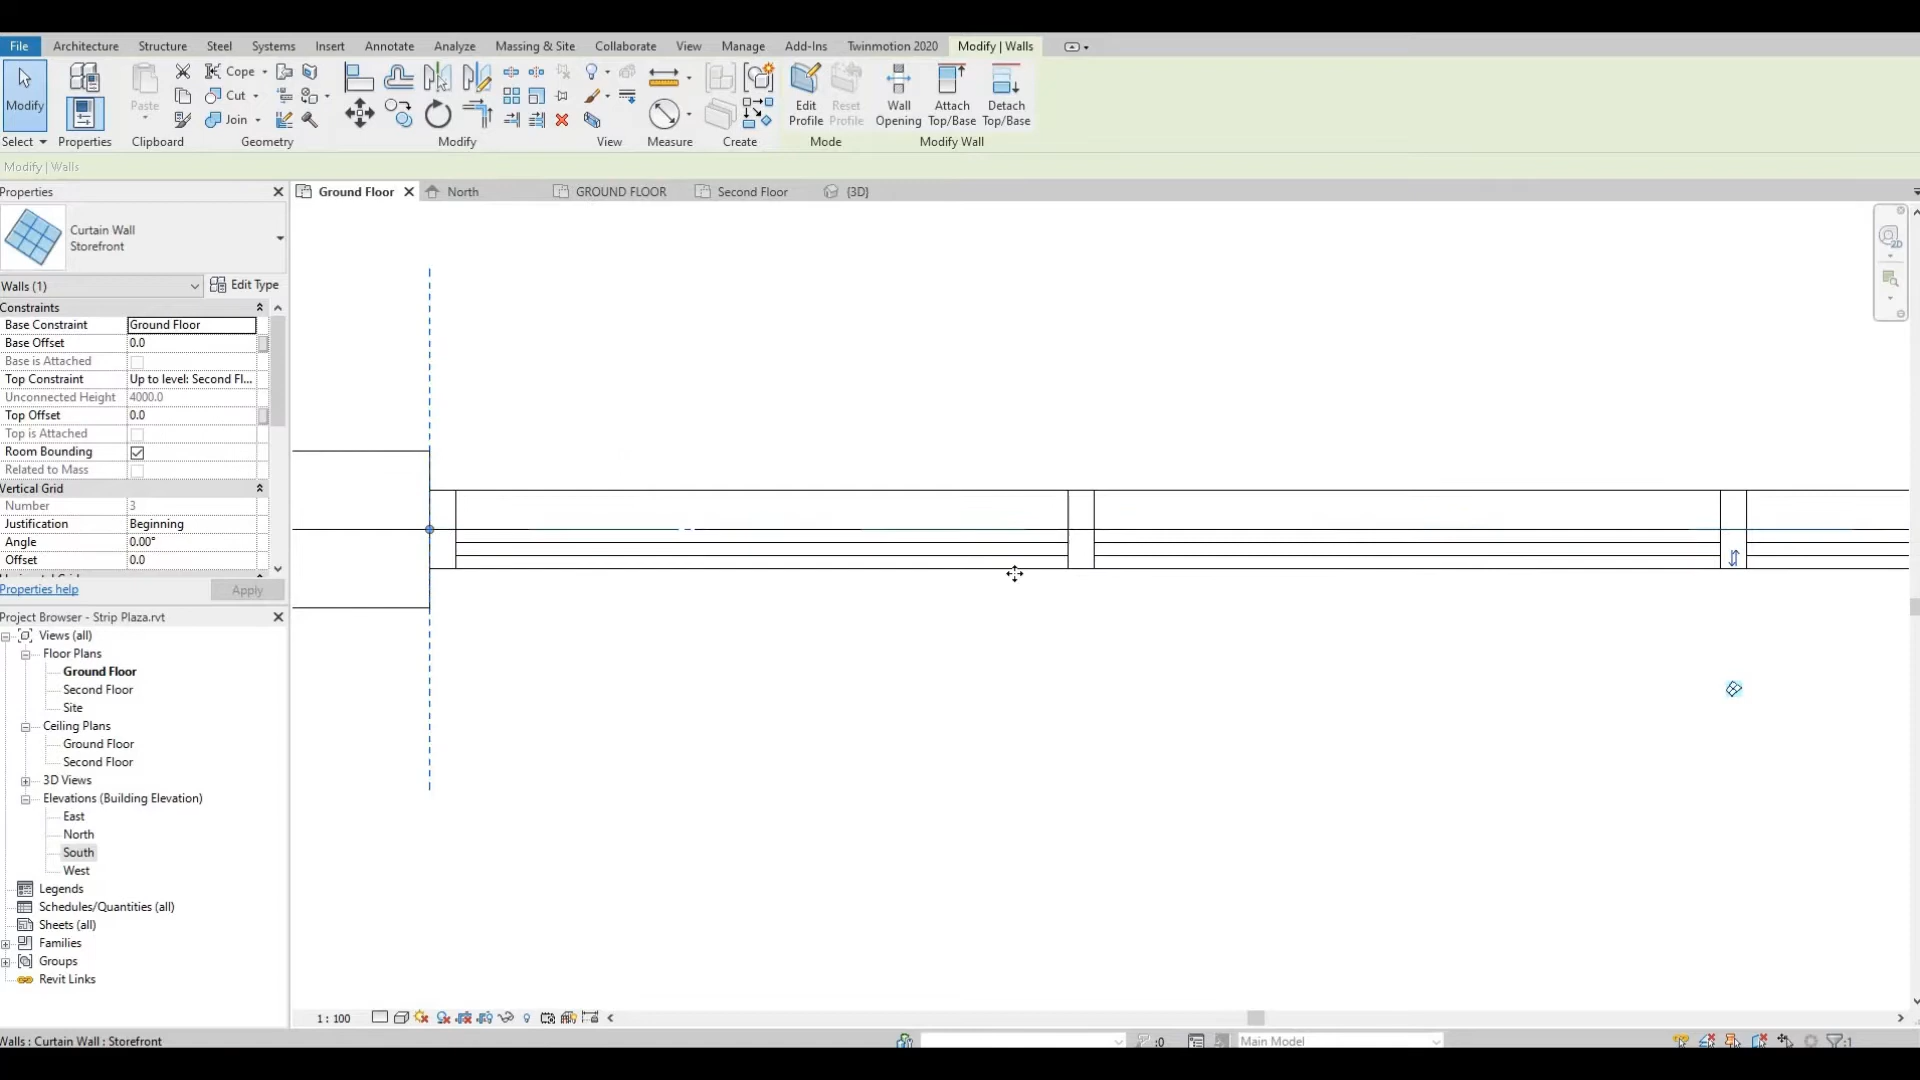 File Architecture Structure Steel Systems Insert Annotate Analyze Massing & Site Collaborate View Manage Add-Ins Twinmotion 2020 Modify | Walls
Modify Paste Cope Cut Join Edit Profile Reset Profile Wall Opening Attach Top/Base Detach Top/Base
Select Properties Clipboard Geometry Modify View Measure Create Mode Modify Wall
Modify | Walls
Properties Ground Floor North GROUND FLOOR Second Floor {3D}
Curtain Wall
Storefront
Walls (1) Edit Type
Constraints
Base Constraint Ground Floor
Base Offset 0.0
Base is Attached
Top Constraint Up to level: Second Fl...
Unconnected Height 4000.0
Top Offset 0.0
Top is Attached
Room Bounding
Related to Mass
Vertical Grid
Number 3
Justification Beginning
Angle 0.00°
Offset 0.0
Properties help Apply
Project Browser - Strip Plaza.rvt
Views (all)
Floor Plans
Ground Floor
Second Floor
Site
Ceiling Plans
Ground Floor
Second Floor
3D Views
Elevations (Building Elevation)
East
North
South
West
Legends
Schedules/Quantities (all)
Sheets (all)
Families
Groups
Revit Links
1 : 100
Walls : Curtain Wall : Storefront :0 Main Model :1